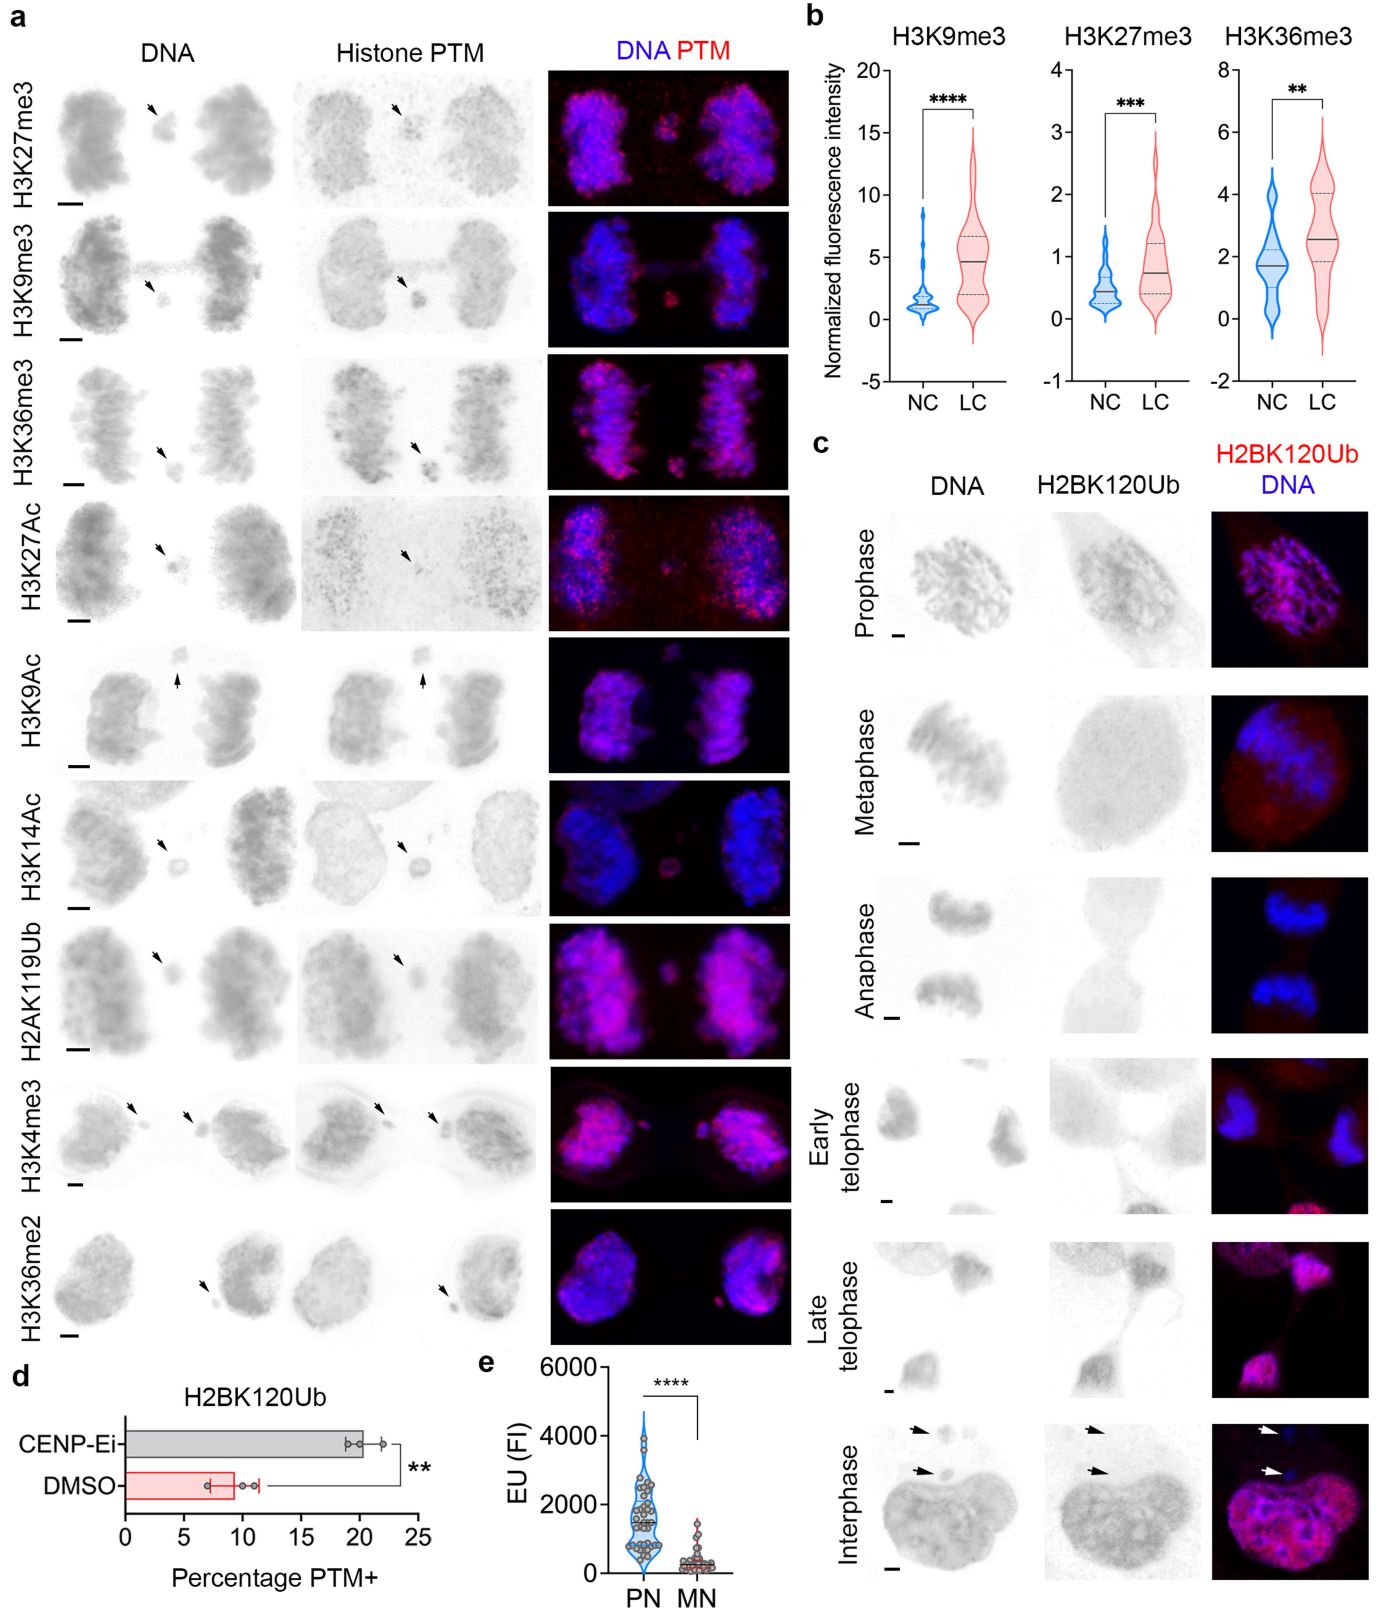 a
DNA
Histone PTM
DNA PTM
H3K27me3
H3K9me3
H3K36me3
H3K27Ac
H3K9Ac
H3K14Ac
H2AK119Ub
H3K4me3
H3K36me2
b
H3K9me3
H3K27me3
H3K36me3
Normalized fluorescence intensity
20
15
10
5
0
-5
****
NC LC
4
3
2
1
0
-1
***
NC LC
8
6
4
2
0
-2
**
NC LC
c
H2BK120Ub
DNA
H2BK120Ub
DNA
Prophase
Metaphase
Anaphase
Early
telophase
Late
telophase
Interphase
d
H2BK120Ub
CENP-Ei
DMSO
**
0 5 10 15 20 25
Percentage PTM+
e
EU (FI)
6000
4000
2000
0
****
PN MN